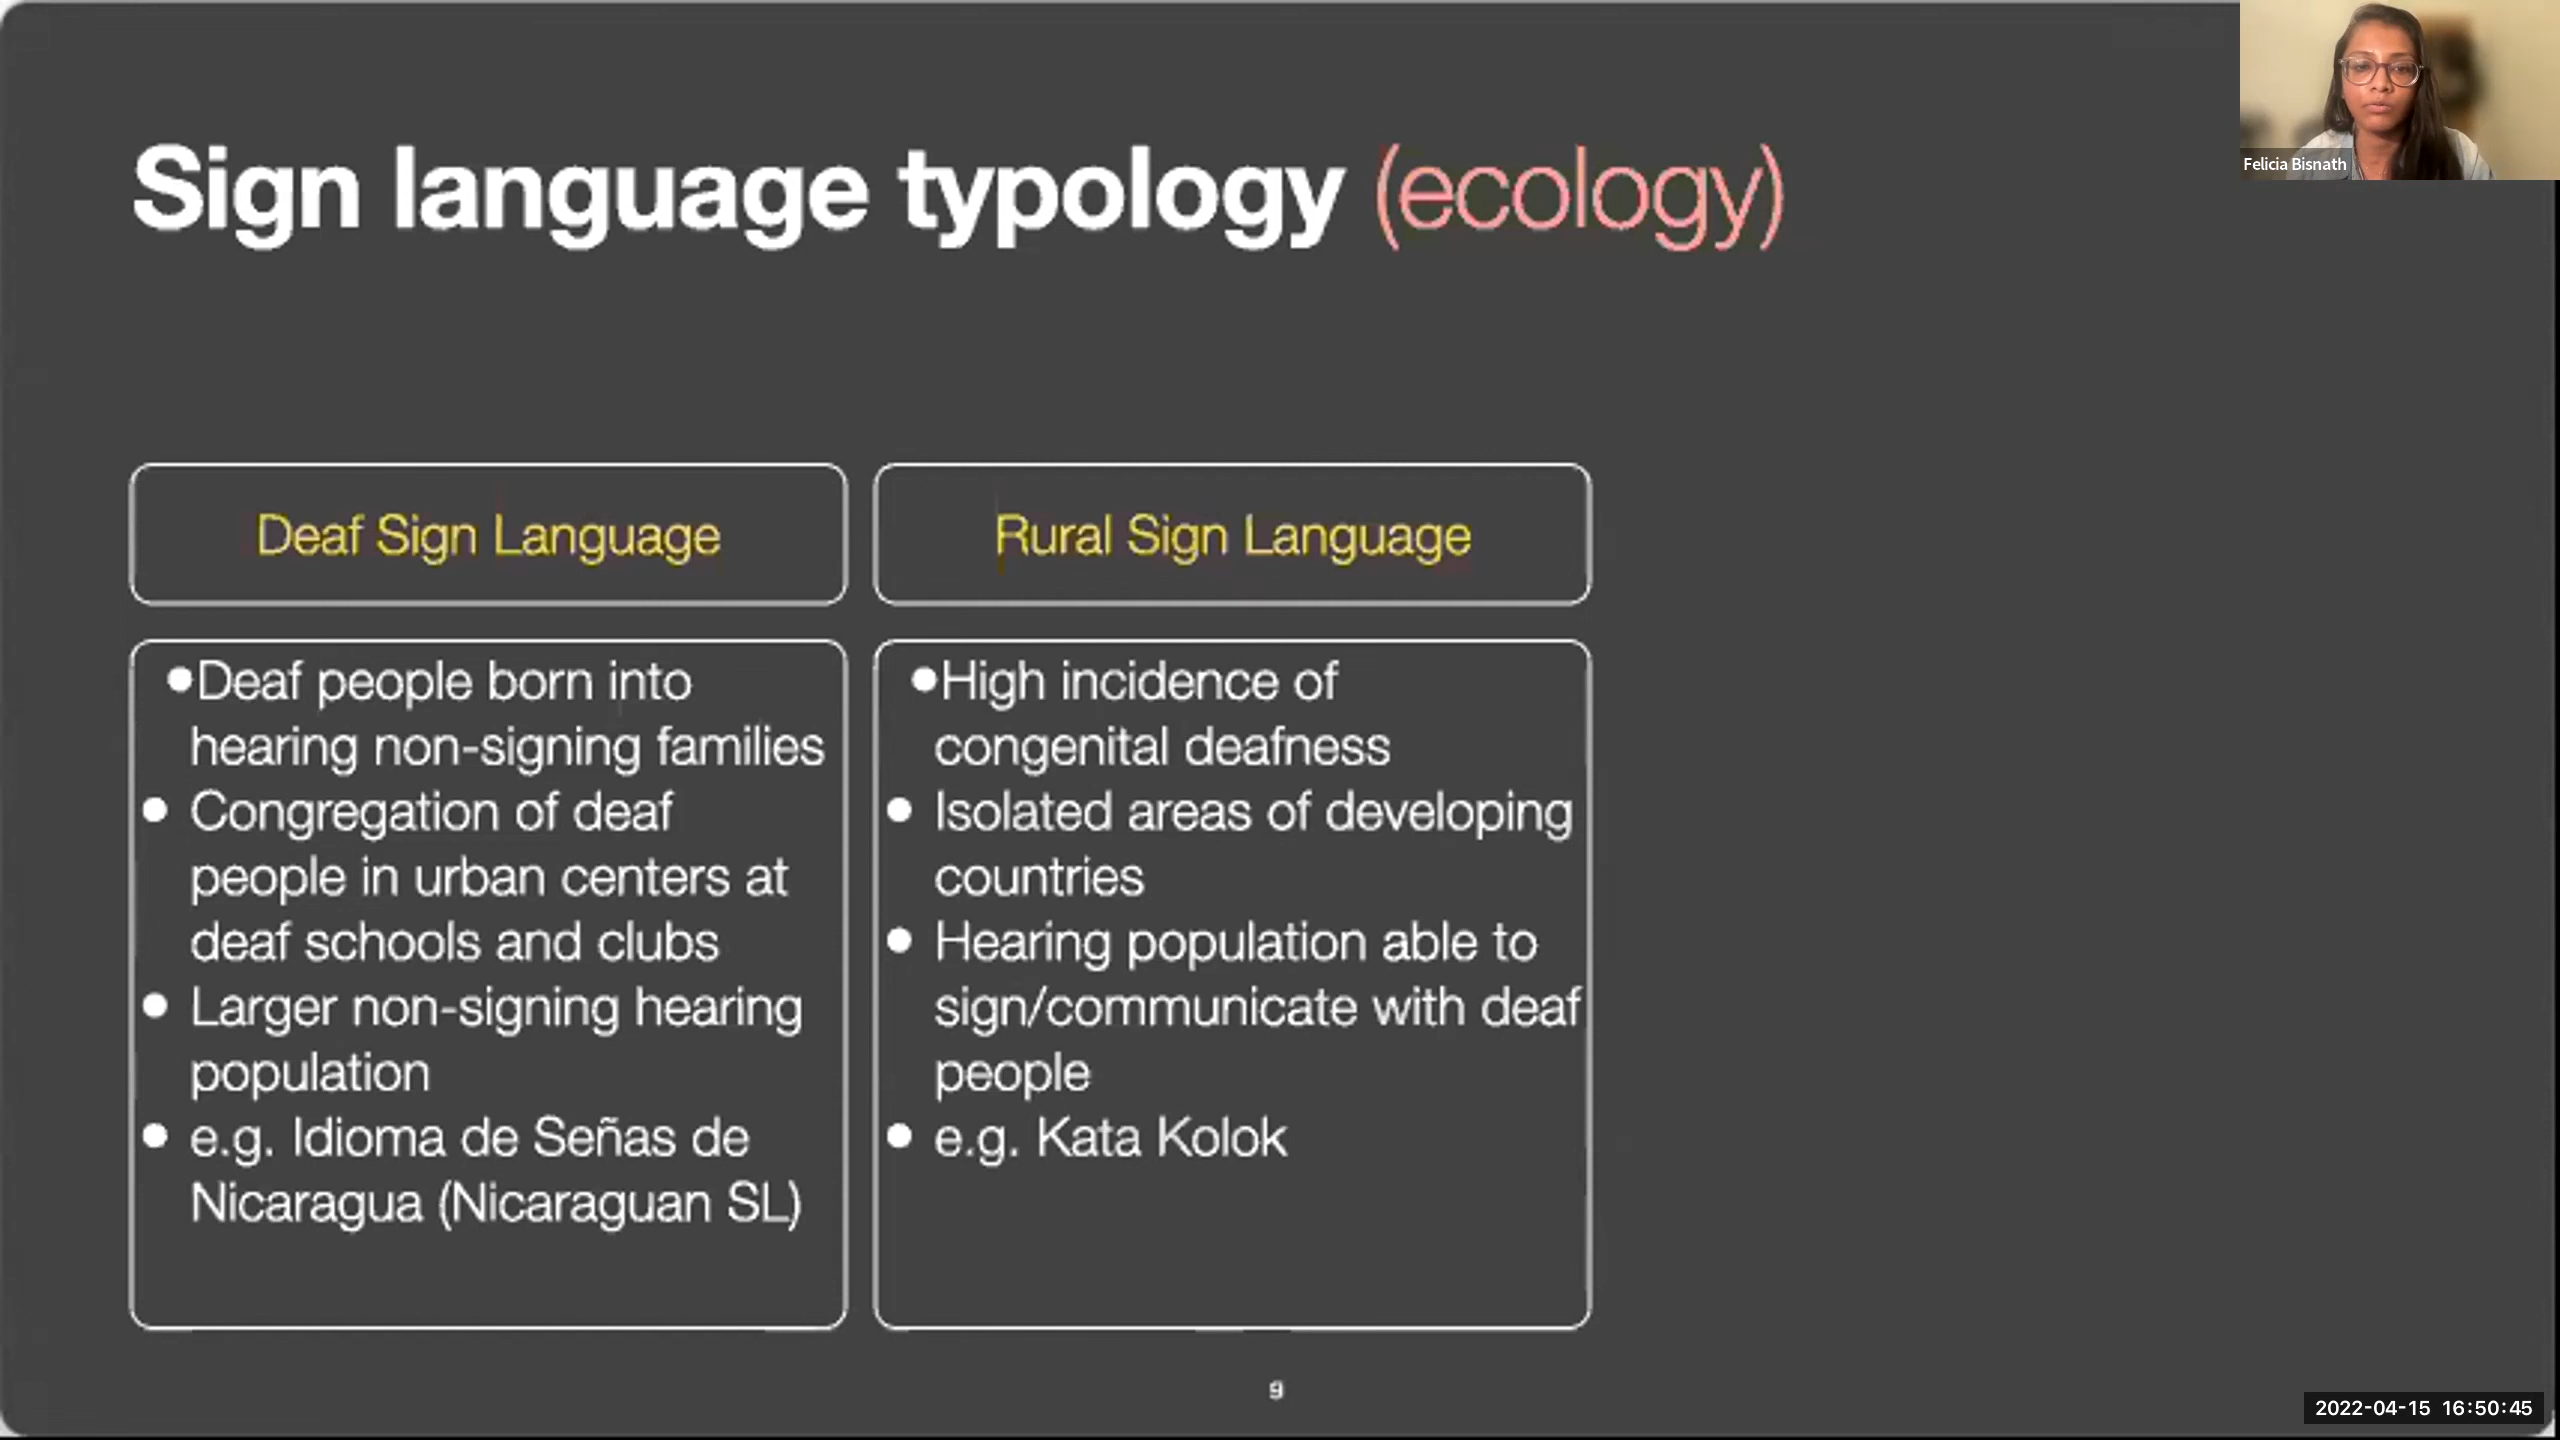 Sign language typology (ecology)
Felicia Bisnath
Deaf Sign Language
●Deaf people born into
hearing non-signing families
● Congregation of deaf
people in urban centers at
deaf schools and clubs
● Larger non-signing hearing
population
● e.g. Idioma de Señas de
Nicaragua (Nicaraguan SL)
Rural Sign Language
●High incidence of
congenital deafness
● Isolated areas of developing
countries
● Hearing population able to
sign/communicate with deaf
people
● e.g. Kata Kolok
9
2022-04-15 16:50:45